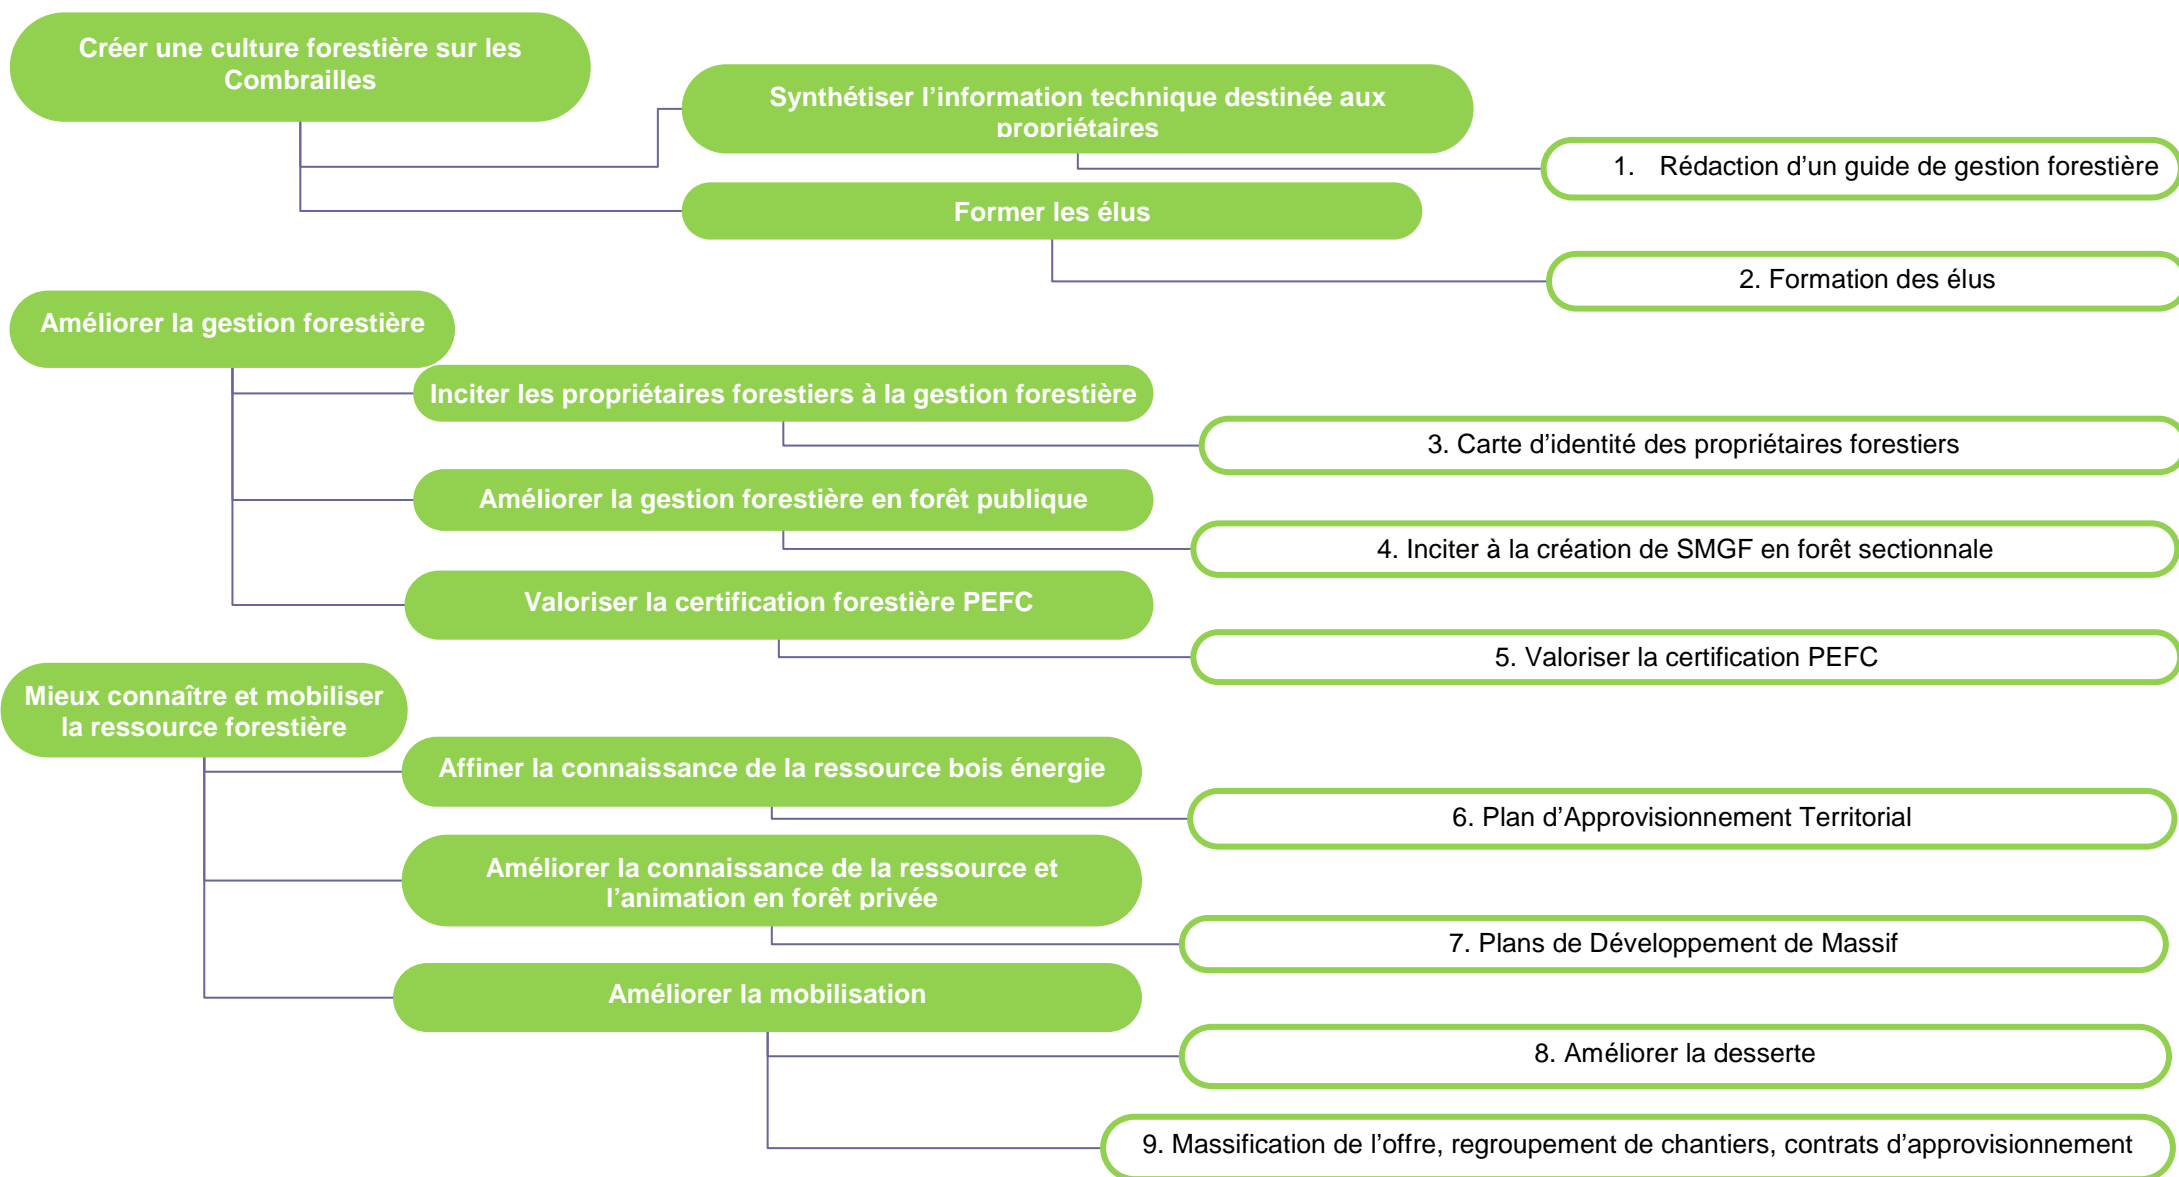 Créer une culture forestière sur les
Combrailles
Synthétiser l’information technique destinée aux
propriétaires
1. Rédaction d’un guide de gestion forestière
Former les élus
2. Formation des élus
Améliorer la gestion forestière
Inciter les propriétaires forestiers à la gestion forestière
3. Carte d’identité des propriétaires forestiers
Améliorer la gestion forestière en forêt publique
4. Inciter à la création de SMGF en forêt sectionnale
Valoriser la certification forestière PEFC
5. Valoriser la certification PEFC
Mieux connaître et mobiliser
la ressource forestière
Affiner la connaissance de la ressource bois énergie
6. Plan d’Approvisionnement Territorial
Améliorer la connaissance de la ressource et
l’animation en forêt privée
7. Plans de Développement de Massif
Améliorer la mobilisation
8. Améliorer la desserte
9. Massification de l’offre, regroupement de chantiers, contrats d’approvisionnement